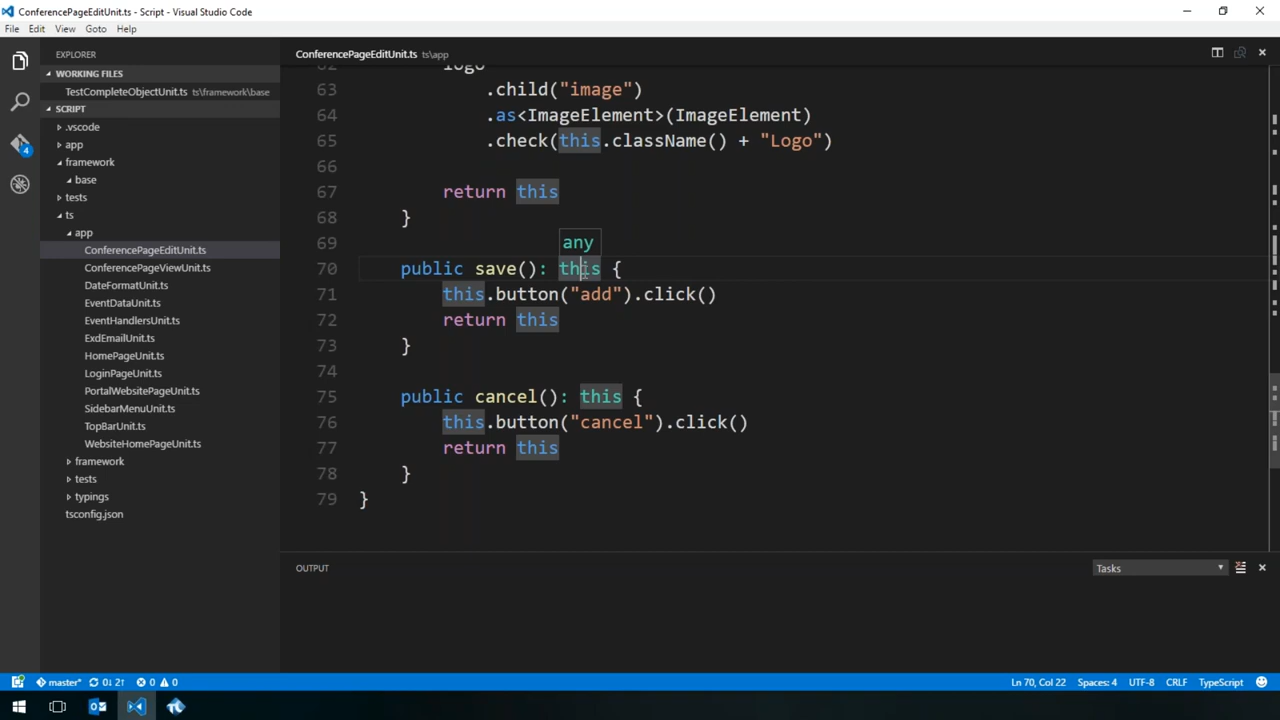 ConferencePageEditUnit.ts - Script - Visual Studio Code
File Edit View Goto Help
EXPLORER
WORKING FILES
TestCompleteObjectUnit.ts ts\framework\base
SCRIPT
.vscode
app
framework
base
tests
ts
app
ConferencePageEditUnit.ts
ConferencePageViewUnit.ts
DateFormatUnit.ts
EventDataUnit.ts
EventHandlersUnit.ts
ExdEmailUnit.ts
HomePageUnit.ts
LoginPageUnit.ts
PortalWebsitePageUnit.ts
SidebarMenuUnit.ts
TopBarUnit.ts
WebsiteHomePageUnit.ts
framework
tests
typings
tsconfig.json
4
ConferencePageEditUnit.ts ts\app
62 logo
63 .child("image")
64 .as<ImageElement>(ImageElement)
65 .check(this.className() + "Logo")
66
67 return this
68 }
69
any
70 public save(): this {
71 this.button("add").click()
72 return this
73 }
74
75 public cancel(): this {
76 this.button("cancel").click()
77 return this
78 }
79 }
OUTPUT
Tasks
master* 0↓ 2↑ 0 0
Ln 70, Col 22 Spaces: 4 UTF-8 CRLF TypeScript